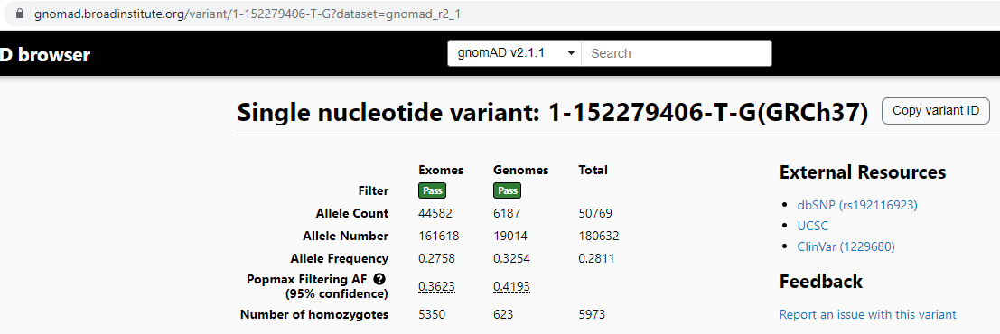 gnomad.broadinstitute.org/variant/1-152279406-T-G?dataset=gnomad_r2_1
D browser
gnomAD v2.1.1 Search
Single nucleotide variant: 1-152279406-T-G(GRCh37) Copy variant ID
Exomes Genomes Total
Filter Pass Pass
Allele Count 44582 6187 50769
Allele Number 161618 19014 180632
Allele Frequency 0.2758 0.3254 0.2811
Popmax Filtering AF ?
(95% confidence) 0.3623 0.4193
Number of homozygotes 5350 623 5973
External Resources
dbSNP (rs192116923)
UCSC
ClinVar (1229680)
Feedback
Report an issue with this variant